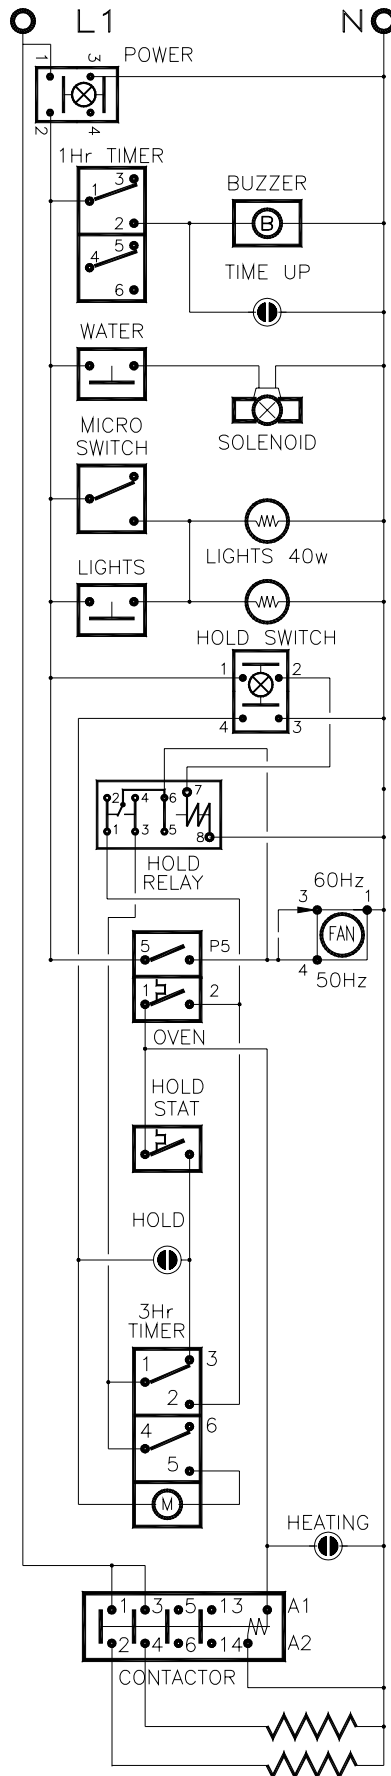 L1 N
1 3 POWER
2 4
1Hr TIMER
3
1
2
BUZZER
B
5
4
6
TIME UP
WATER
SOLENOID
MICRO
SWITCH
LIGHTS 40w
LIGHTS
HOLD SWITCH
1 2
4 3
2 4 6 7
1 3 5 8
HOLD
RELAY
60Hz
3 1
FAN
4
50Hz
5 P5
1 2
OVEN
HOLD
STAT
HOLD
3Hr
TIMER
1 3
2
4 6
5
M
HEATING
1 3 5 13 A1
2 4 6 14 A2
CONTACTOR